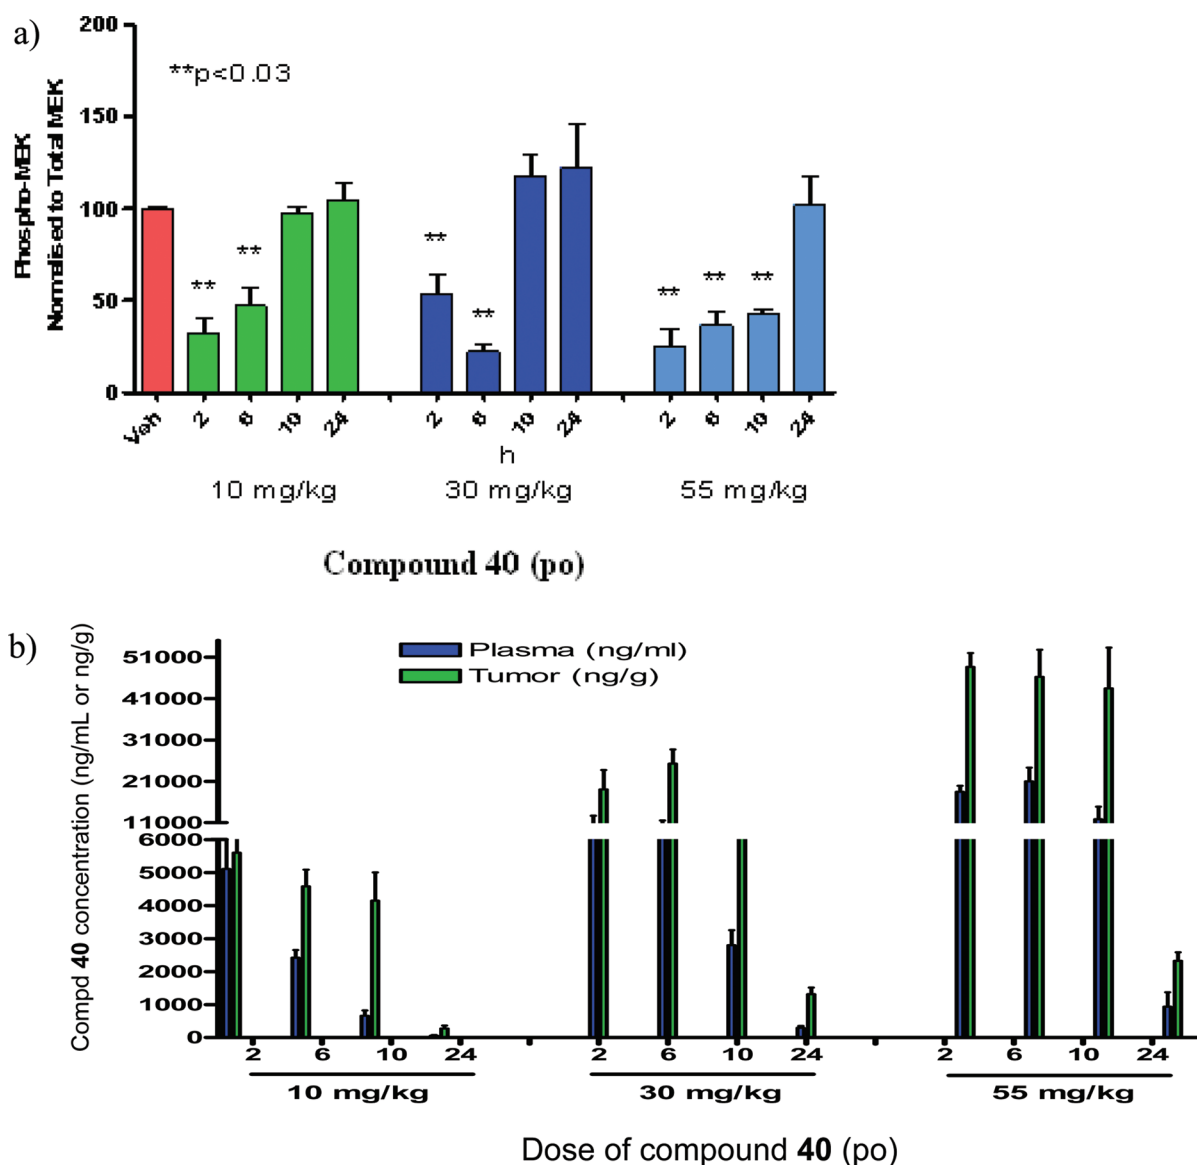 a)
200
150
100
50
0
Phospho-MEK
Normalised to Total MEK
**p<0.03
**
**
**
**
**
**
**
Veh 2 6 10 24 2 6 10 24 2 6 10 24
h
10 mg/kg 30 mg/kg 55 mg/kg
Compound 40 (po)
b)
Compd 40 concentration (ng/mL or ng/g)
Plasma (ng/ml)
Tumor (ng/g)
51000
41000
31000
21000
11000
6000
5000
4000
3000
2000
1000
0
2 6 10 24 2 6 10 24 2 6 10 24
10 mg/kg 30 mg/kg 55 mg/kg
Dose of compound 40 (po)